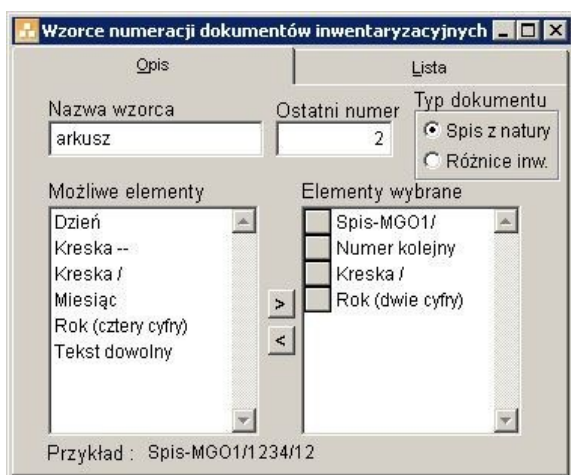 Wzorce numeracji dokumentów inwentaryzacyjnych
Opis
Lista
Nazwa wzorca
Ostatni numer
Typ dokumentu
arkusz
2
Spis z natury
Różnice inw.
Możliwe elementy
Elementy wybrane
Dzień
Kreska --
Kreska /
Miesiąc
Rok (cztery cyfry)
Tekst dowolny
>
<
Spis-MGO1/
Numer kolejny
Kreska /
Rok (dwie cyfry)
Przykład : Spis-MGO1/1234/12